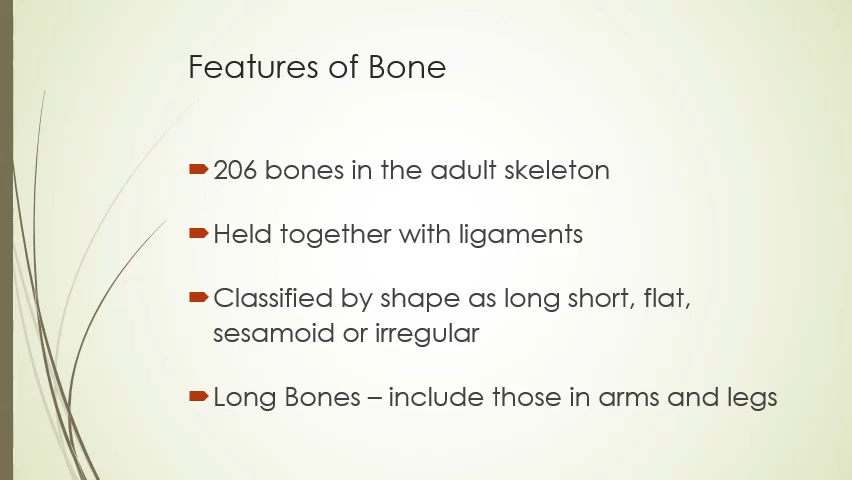 Features of Bone
206 bones in the adult skeleton
Held together with ligaments
Classified by shape as long short, flat,
sesamoid or irregular
Long Bones – include those in arms and legs